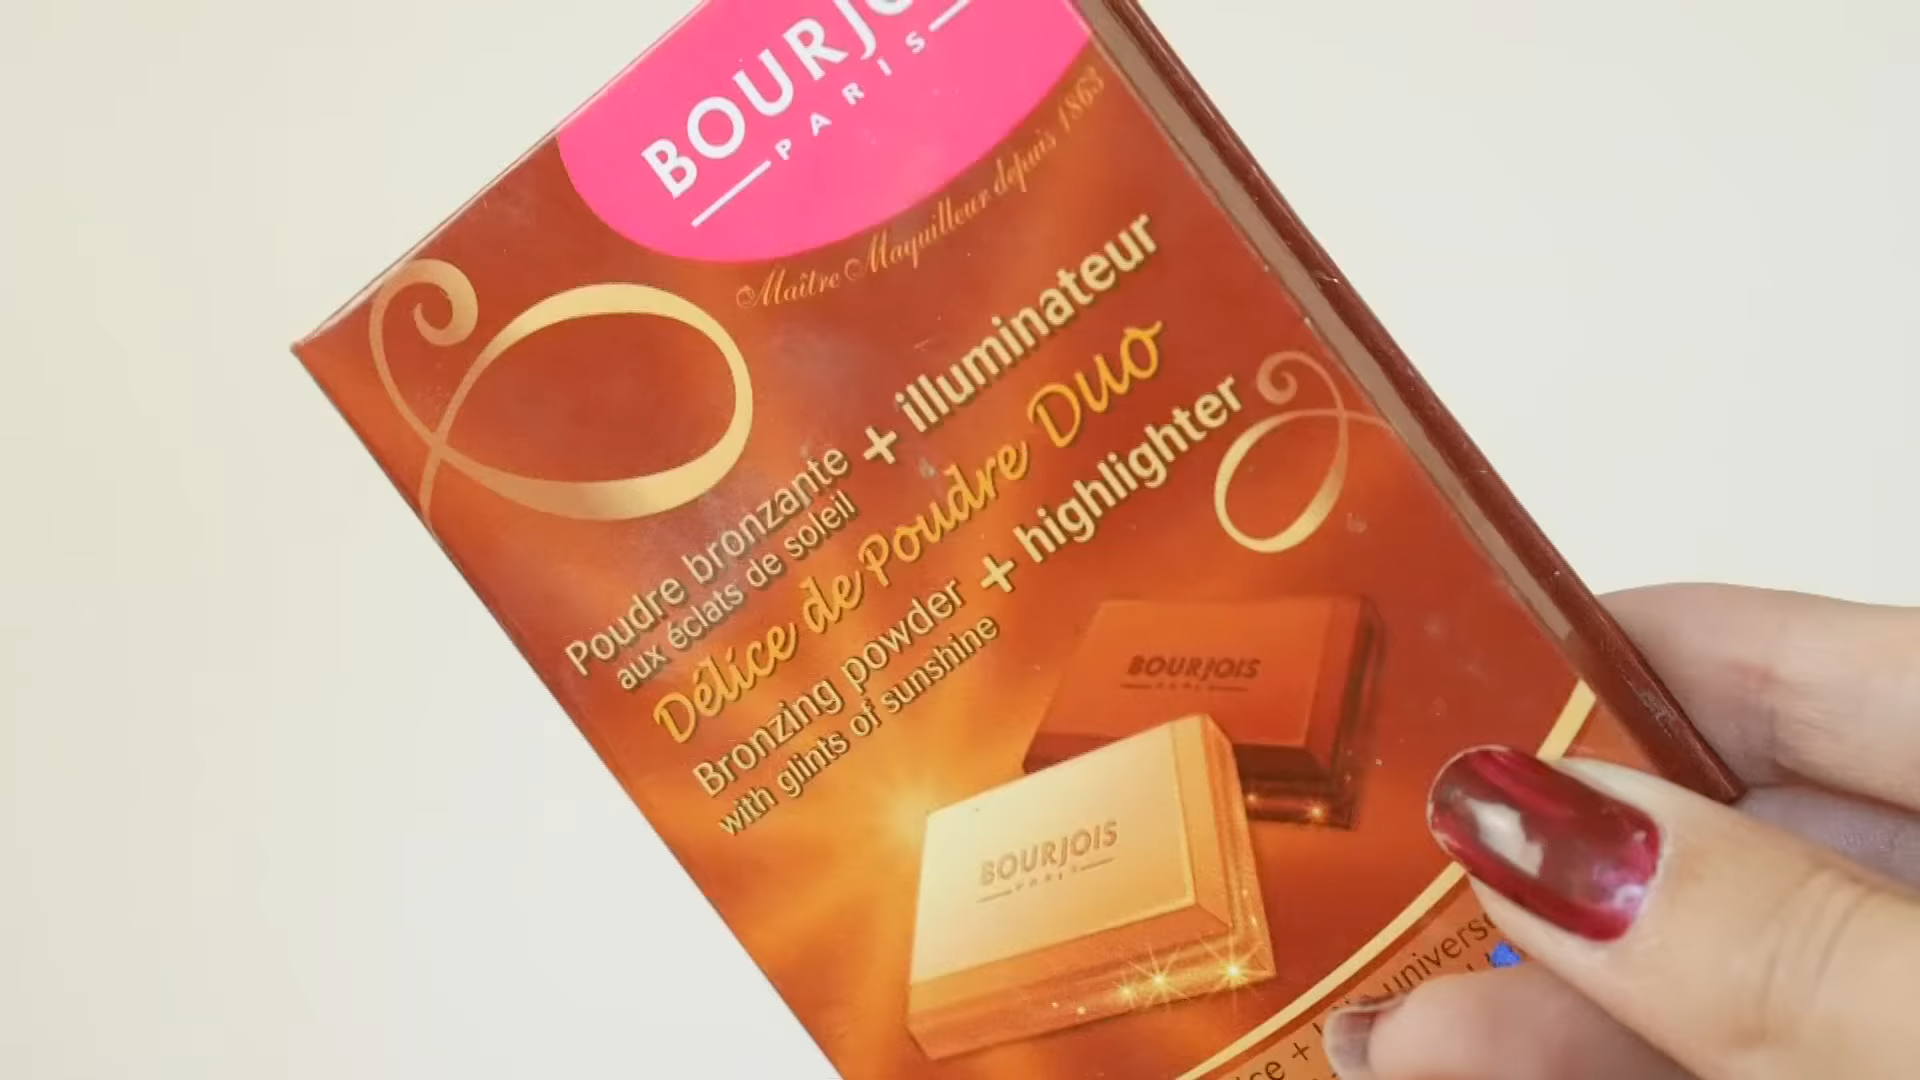 BOURJO
PARIS
Maître Maquilleur depuis 1863
Poudre bronzante + illuminateur
aux éclats de soleil
Délice de Poudre DUO
Bronzing powder + highlighter
with glints of sunshine
BOURJOIS
PARIS
BOURJOIS
PARIS